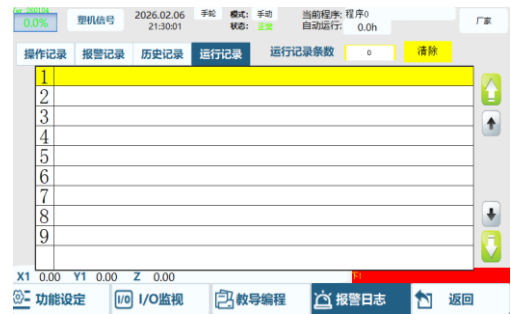 0.0%
塑机信号
2026.02.06
21:30:01
手轮
模式: 手动
状态: 正常
当前程序: 程序0
自动运行: 0.0h
厂家
操作记录 报警记录 历史记录 运行记录 运行记录条数 0 清除
1
2
3
4
5
6
7
8
9
X1 0.00 Y1 0.00 Z 0.00
功能设定 I/O I/O监视 教导编程 报警日志 返回